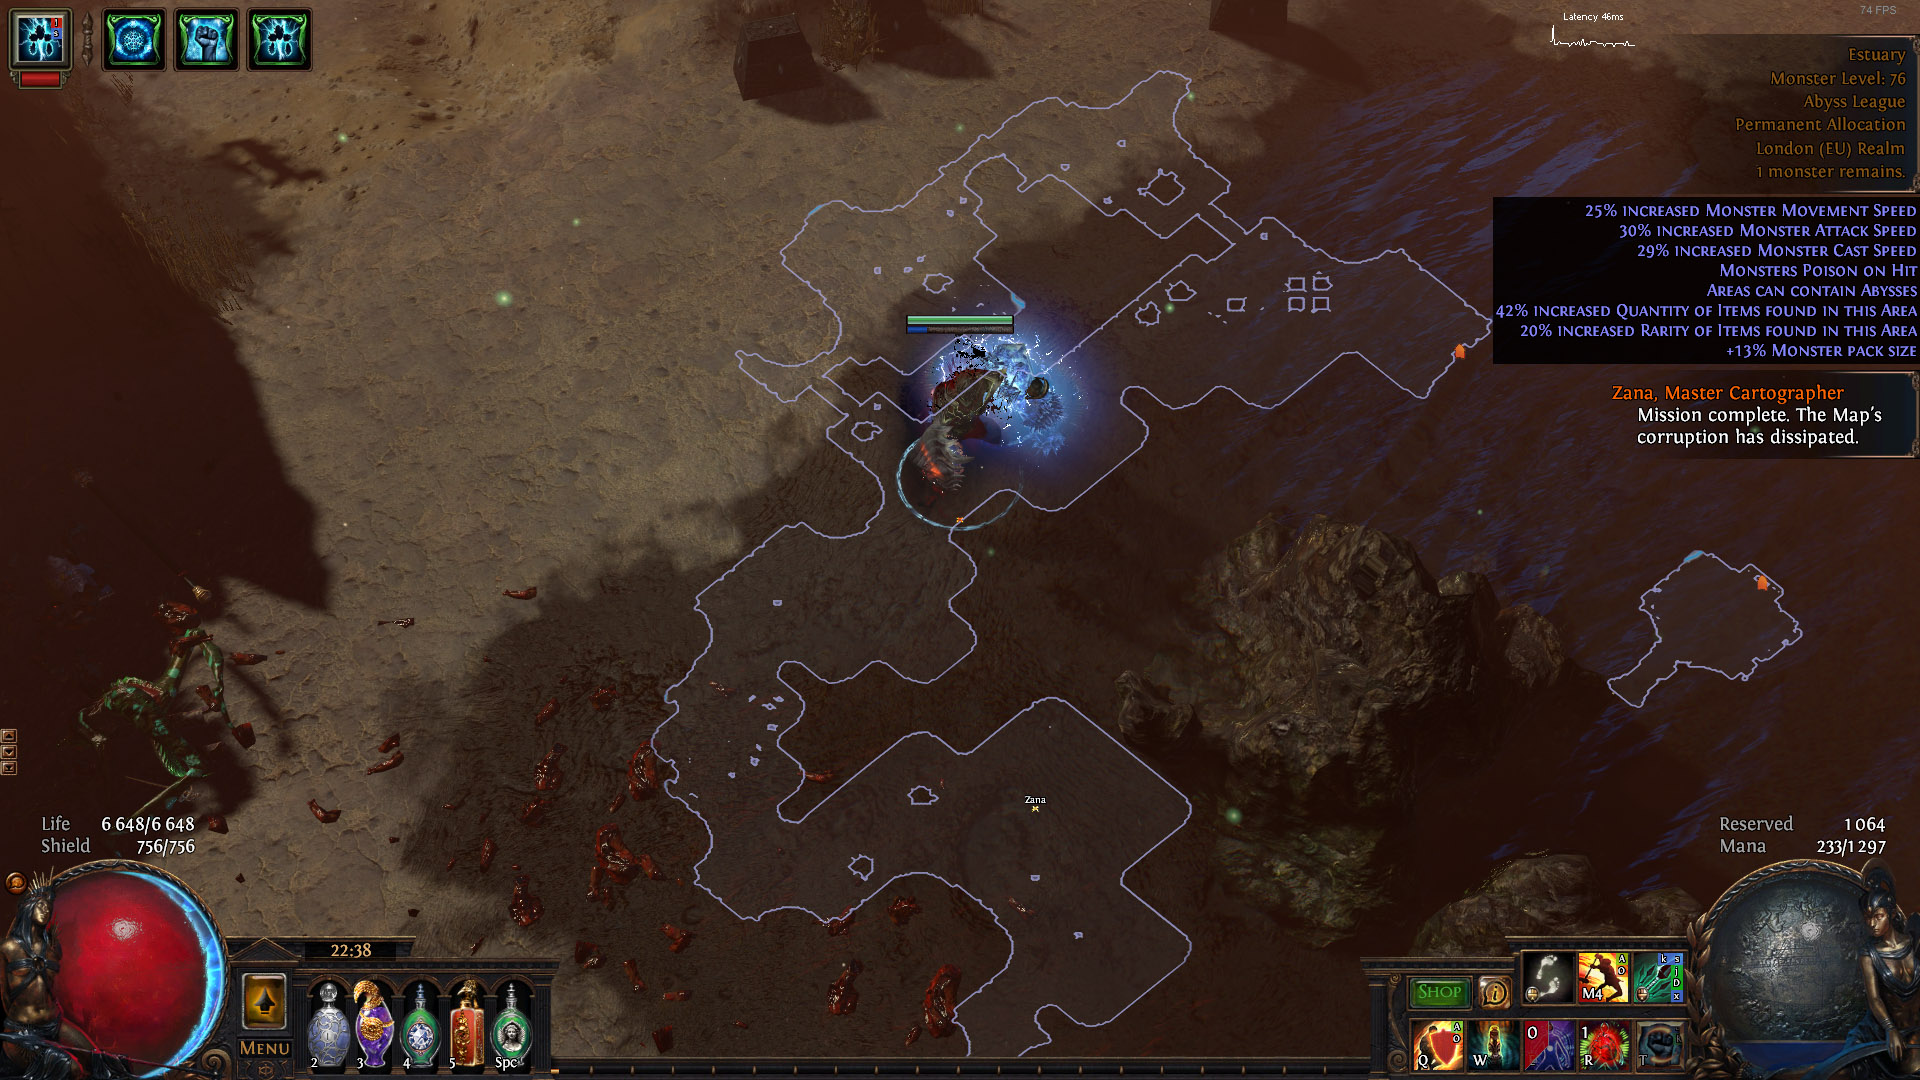 74 FPS
Latency 46ms
1
3
Estuary
Monster Level: 76
Abyss League
Permanent Allocation
London (EU) Realm
1 monster remains.
25% increased Monster Movement Speed
30% increased Monster Attack Speed
29% increased Monster Cast Speed
Monsters Poison on Hit
Areas can contain Abysses
42% increased Quantity of Items found in this Area
20% increased Rarity of Items found in this Area
+13% Monster pack size
Zana, Master Cartographer
Mission complete. The Map's
corruption has dissipated.
Zana
Life 6 648/6 648
Shield 756/756
Reserved 1 064
Mana 233/1 297
22:38
Menu
2 3 4 5 Spc
Shop
M4
Q W R T